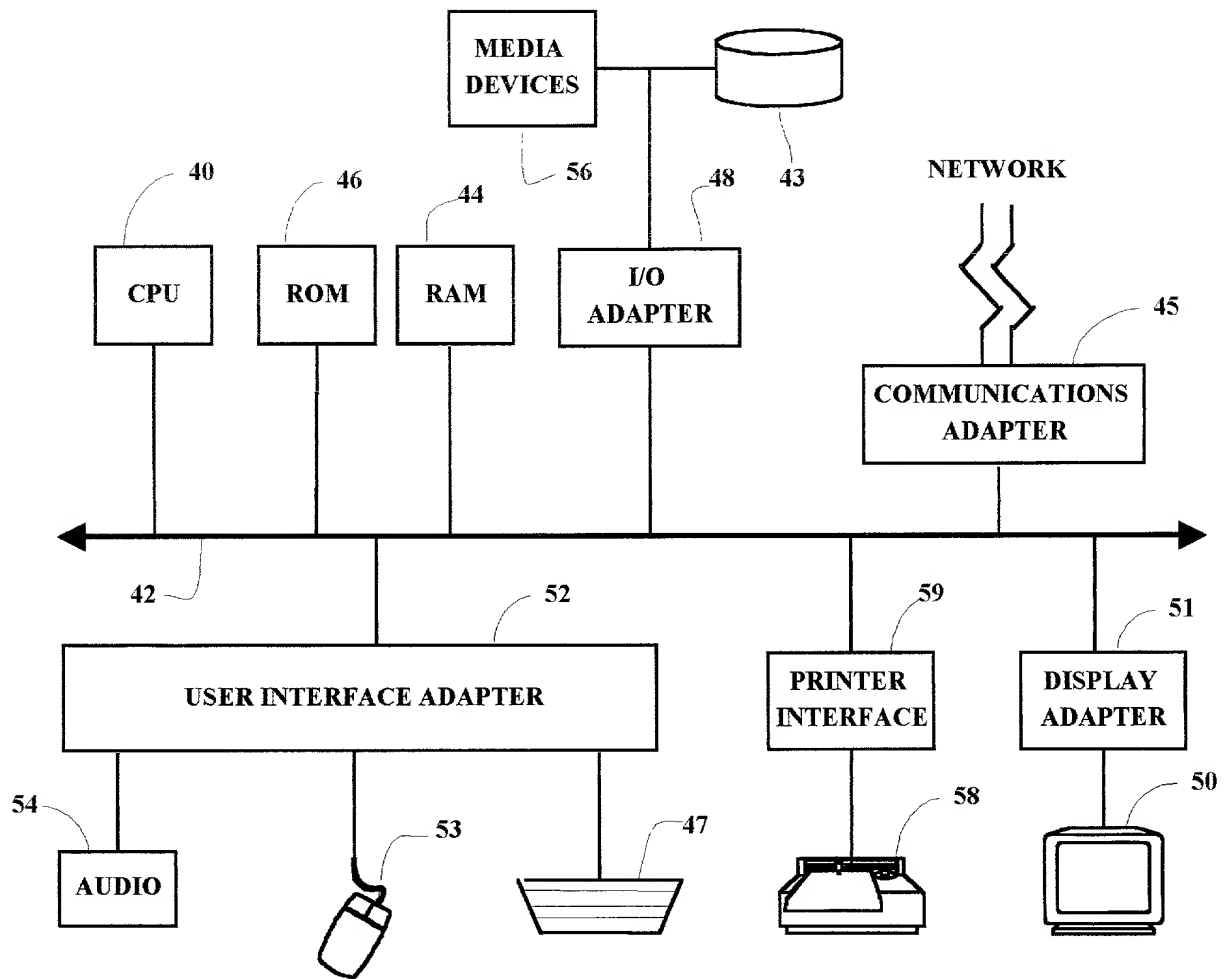 MEDIA
DEVICES
40
46
44
56
48
43
NETWORK
CPU
ROM
RAM
I/O
ADAPTER
45
COMMUNICATIONS
ADAPTER
42
52
59
51
USER INTERFACE ADAPTER
PRINTER
INTERFACE
DISPLAY
ADAPTER
54
53
47
58
50
AUDIO